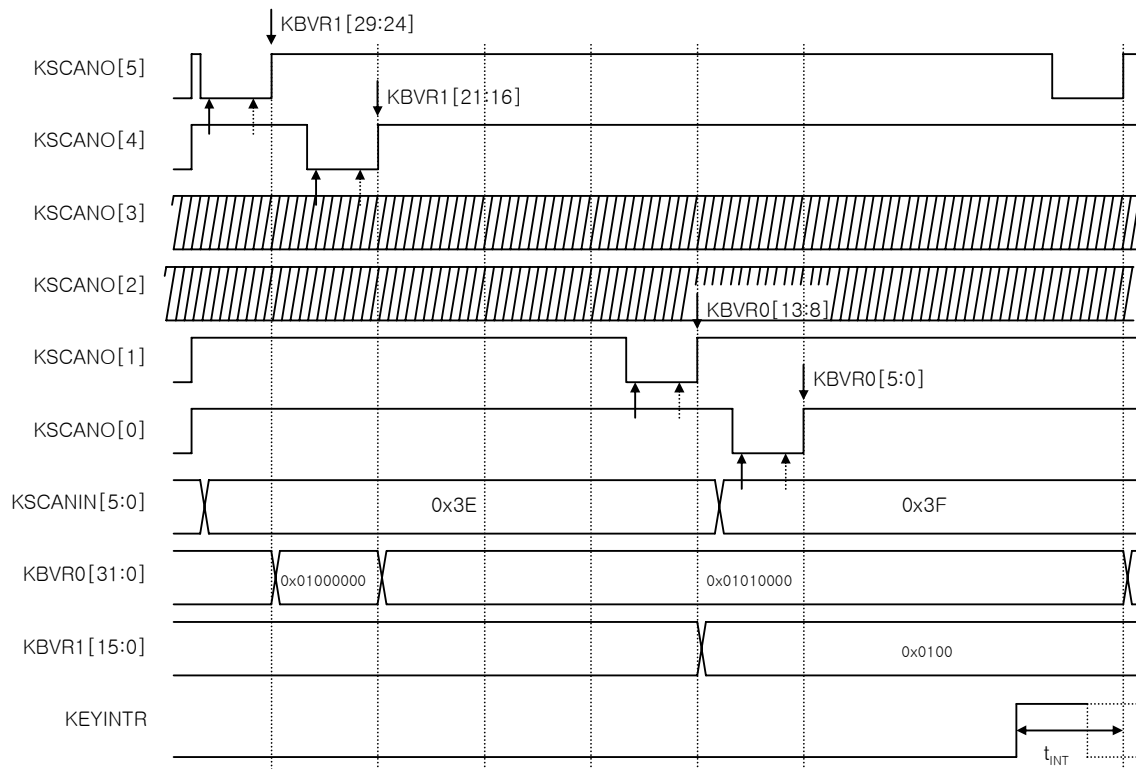 KBVR1[29:24]
KSCANO[5]
KBVR1[21:16]
KSCANO[4]
KSCANO[3]
KSCANO[2]
KBVR0[13:8]
KSCANO[1]
KBVR0[5:0]
KSCANO[0]
KSCANIN[5:0] 0x3E 0x3F
KBVR0[31:0] 0x01000000 0x01010000
KBVR1[15:0] 0x0100
KEYINTR
tINT